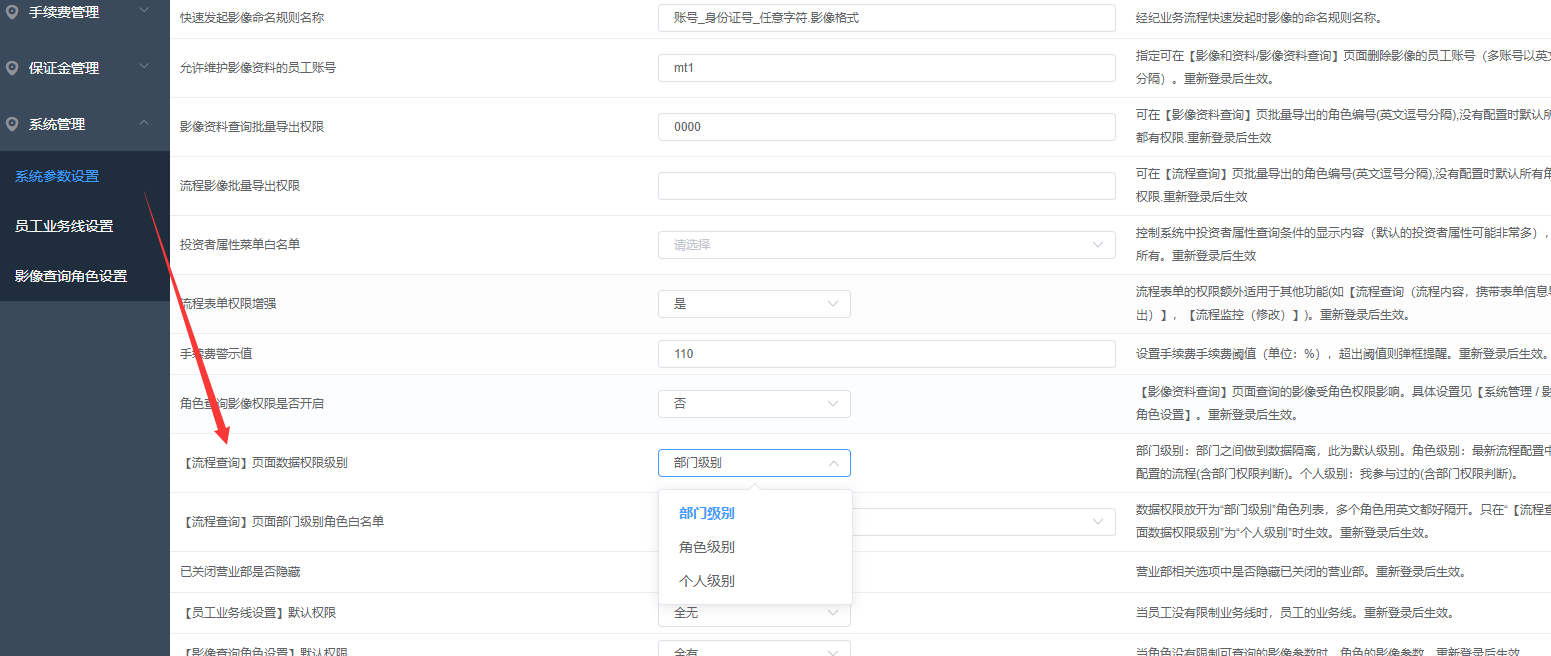 手续费管理
保证金管理
系统管理
系统参数设置
员工业务线设置
影像查询角色设置
快速发起影像命名规则名称
账号_身份证号_任意字符.影像格式
经纪业务流程快速发起时影像的命名规则名称。
允许维护影像资料的员工账号
mt1
指定可在【影像和资料/影像资料查询】页面删除影像的员工账号（多账号以英文
分隔）。重新登录后生效。
影像资料查询批量导出权限
0000
可在【影像资料查询】页批量导出的角色编号(英文逗号分隔),没有配置时默认所
都有权限.重新登录后生效
流程影像批量导出权限
可在【流程查询】页批量导出的角色编号(英文逗号分隔),没有配置时默认所有角
权限.重新登录后生效
投资者属性菜单白名单
请选择
控制系统中投资者属性查询条件的显示内容（默认的投资者属性可能非常多），
所有。重新登录后生效
流程表单权限增强
是
流程表单的权限额外适用于其他功能(如【流程查询（流程内容，携带表单信息导
出）】，【流程监控（修改）】)。重新登录后生效。
手续费警示值
110
设置手续费手续费阈值（单位：%），超出阈值则弹框提醒。重新登录后生效。
角色查询影像权限是否开启
否
【影像资料查询】页面查询的影像受角色权限影响。具体设置见【系统管理 / 影
角色设置】。重新登录后生效。
【流程查询】页面数据权限级别
部门级别
部门级别：部门之间做到数据隔离，此为默认级别。角色级别：最新流程配置中
配置的流程(含部门权限判断)。个人级别：我参与过的(含部门权限判断)。
部门级别
角色级别
个人级别
【流程查询】页面部门级别角色白名单
数据权限放开为“部门级别”角色列表，多个角色用英文都好隔开。只在“【流程查
面数据权限级别”为“个人级别”时生效。重新登录后生效。
已关闭营业部是否隐藏
营业部相关选项中是否隐藏已关闭的营业部。重新登录后生效。
【员工业务线设置】默认权限
全无
当员工没有限制业务线时，员工的业务线。重新登录后生效。
【影像查询角色设置】默认权限
全有
当角色没有限制可查询的影像参数时，角色的影像参数。重新登录后生效。